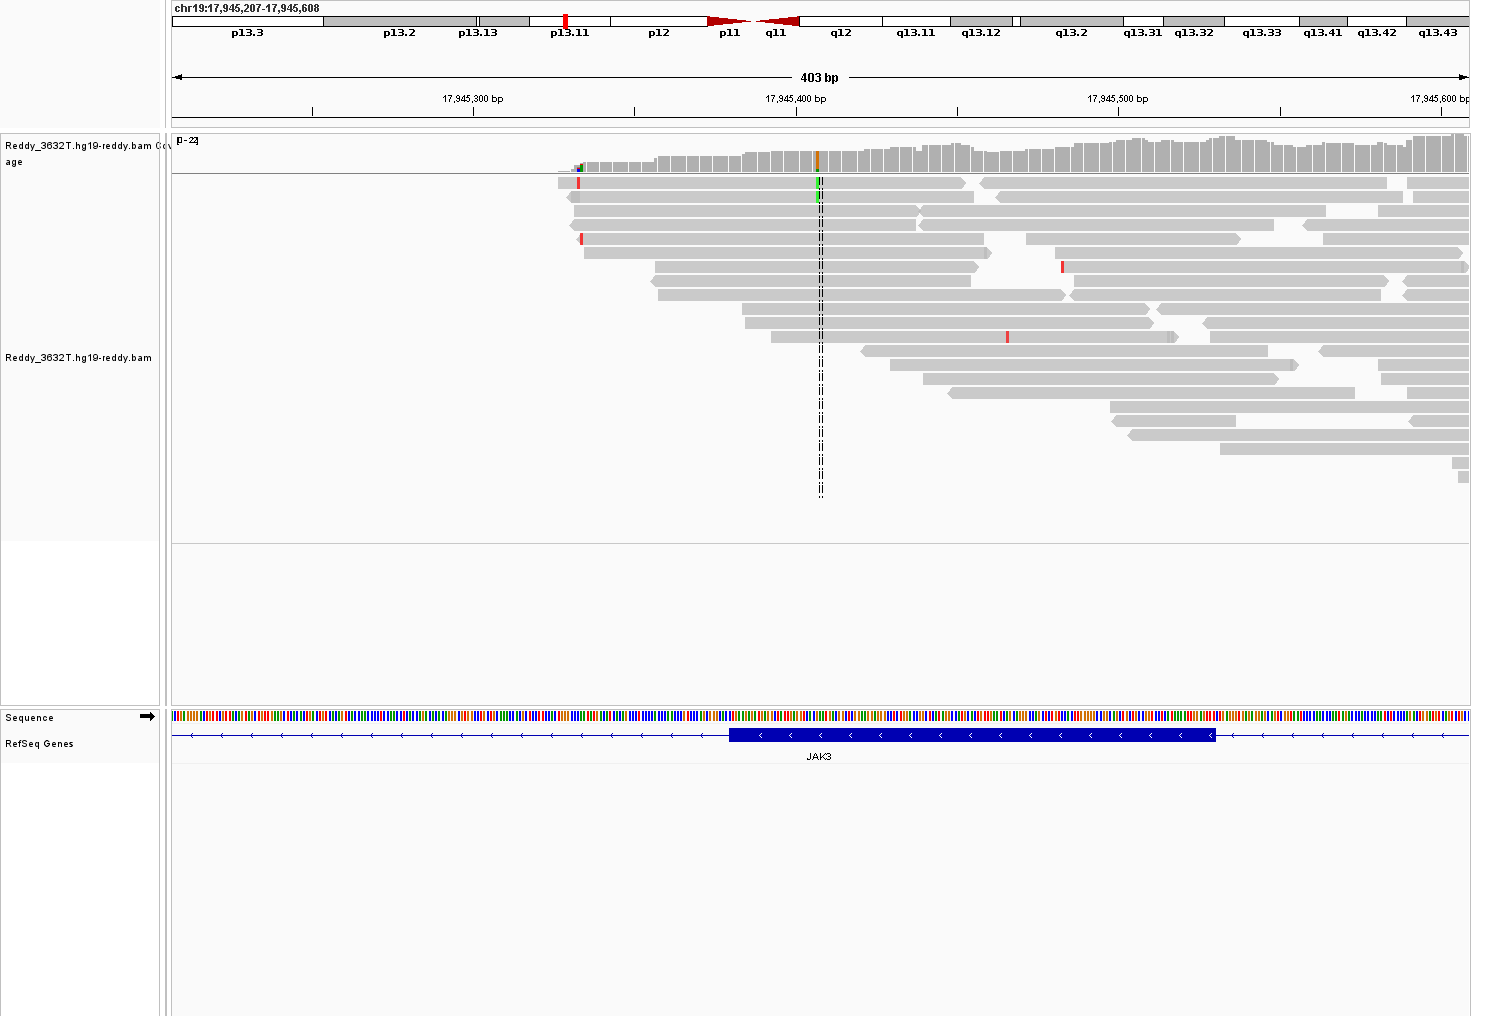 chr19:17,945,207-17,945,608
p13.3 p13.2 p13.13 p13.11 p12 p11 q11 q12 q13.11 q13.12 q13.2 q13.31 q13.32 q13.33 q13.41 q13.42 q13.43
403 bp
17,945,300 bp 17,945,400 bp 17,945,500 bp 17,945,600 bp
[0-22]
Reddy_3632T.hg19-reddy.bam Cov
age
Reddy_3632T.hg19-reddy.bam
Sequence
RefSeq Genes
JAK3